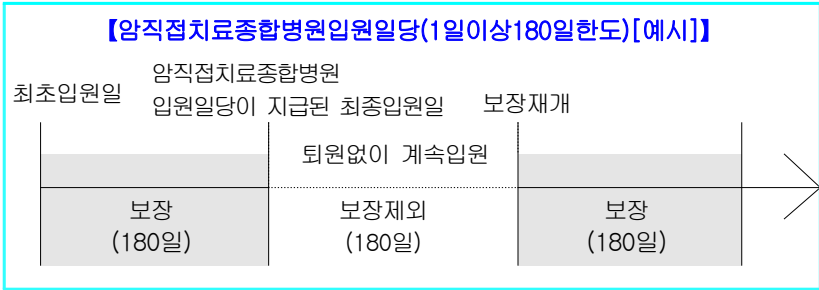 【암직접치료종합병원입원일당(1일이상180일한도)[예시]】
최초입원일
암직접치료종합병원
입원일당이 지급된 최종입원일
보장재개
퇴원없이 계속입원
보장
(180일)
보장제외
(180일)
보장
(180일)